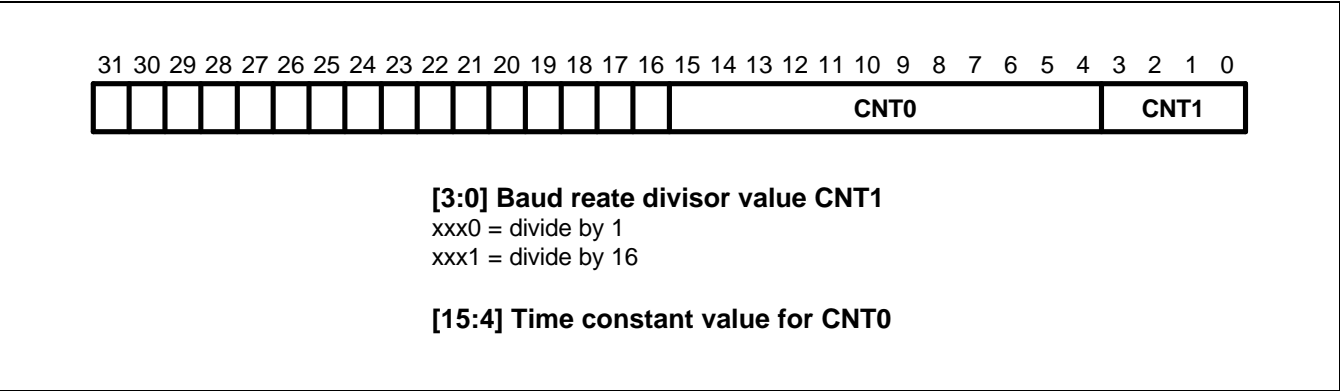 31 30 29 28 27 26 25 24 23 22 21 20 19 18 17 16 15 14 13 12 11 10 9 8 7 6 5 4 3 2 1 0
CNT0 CNT1
[3:0] Baud reate divisor value CNT1
xxx0 = divide by 1
xxx1 = divide by 16
[15:4] Time constant value for CNT0